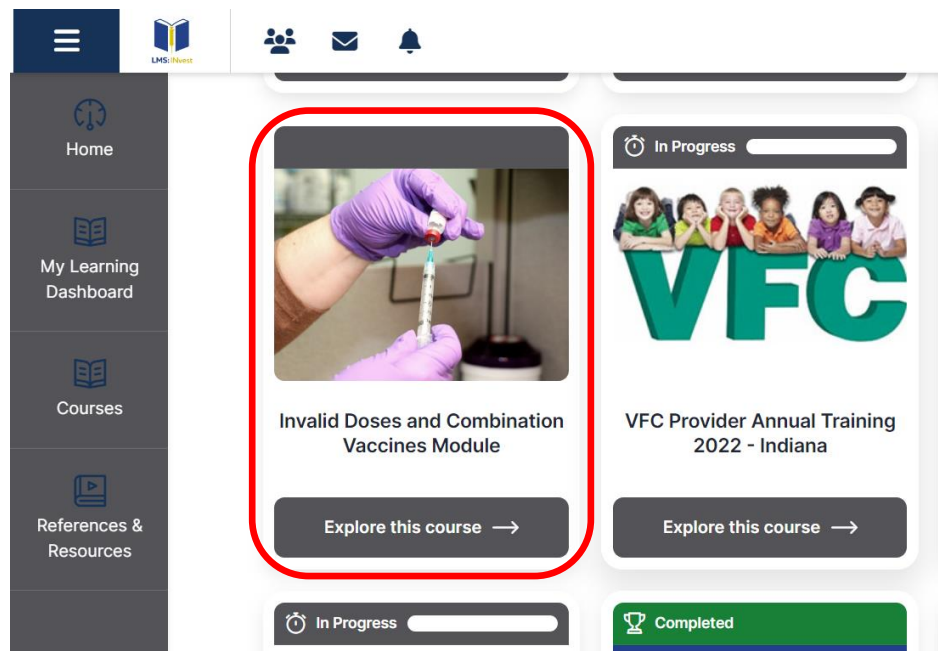 LMS: INvest
Home
My Learning
Dashboard
Courses
References &
Resources
Invalid Doses and Combination
Vaccines Module
Explore this course
In Progress
VFC
VFC Provider Annual Training
2022 - Indiana
Explore this course
In Progress
Completed